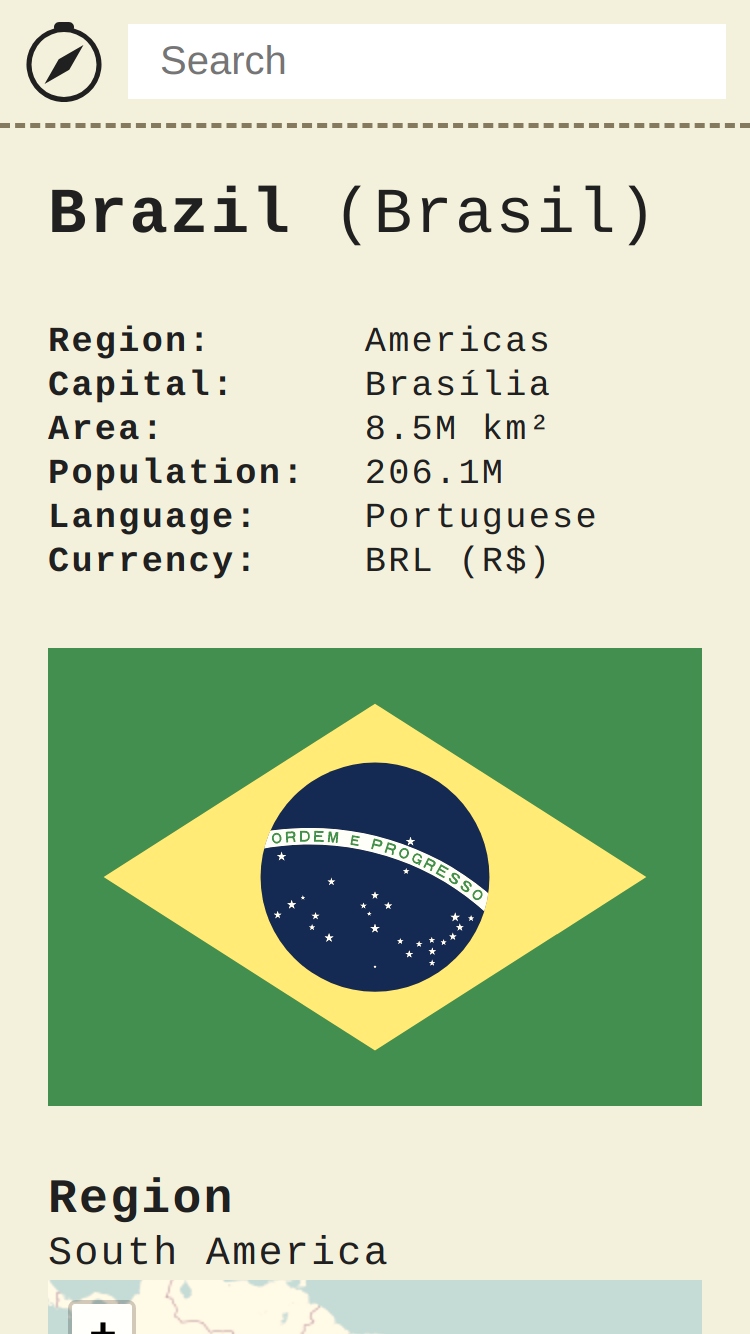 Search
Brazil (Brasil)
Region: Americas
Capital: Brasília
Area: 8.5M km²
Population: 206.1M
Language: Portuguese
Currency: BRL (R$)
ORDEM E PROGRESSO
Region
South America
+